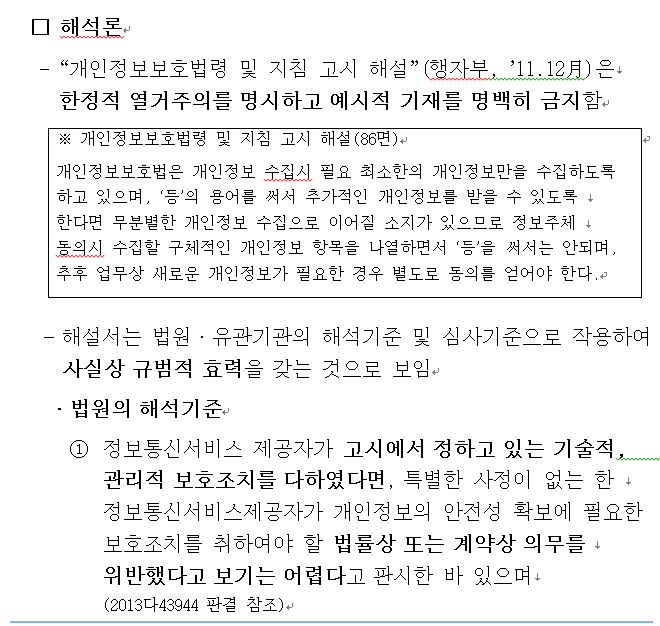 □ 해석론
- “개인정보보호법령 및 지침 고시 해설”(행자부, ’11.12月)은
한정적 열거주의를 명시하고 예시적 기재를 명백히 금지함
※ 개인정보보호법령 및 지침 고시 해설(86면)
개인정보보호법은 개인정보 수집시 필요 최소한의 개인정보만을 수집하도록
하고 있으며, ‘등’의 용어를 써서 추가적인 개인정보를 받을 수 있도록
한다면 무분별한 개인정보 수집으로 이어질 소지가 있으므로 정보주체
동의시 수집할 구체적인 개인정보 항목을 나열하면서 ‘등’을 써서는 안되며,
추후 업무상 새로운 개인정보가 필요한 경우 별도로 동의를 얻어야 한다.
- 해설서는 법원·유관기관의 해석기준 및 심사기준으로 작용하여
사실상 규범적 효력을 갖는 것으로 보임
· 법원의 해석기준
① 정보통신서비스 제공자가 고시에서 정하고 있는 기술적,
관리적 보호조치를 다하였다면, 특별한 사정이 없는 한
정보통신서비스제공자가 개인정보의 안전성 확보에 필요한
보호조치를 취하여야 할 법률상 또는 계약상 의무를
위반했다고 보기는 어렵다고 판시한 바 있으며
(2013다43944 판결 참조)